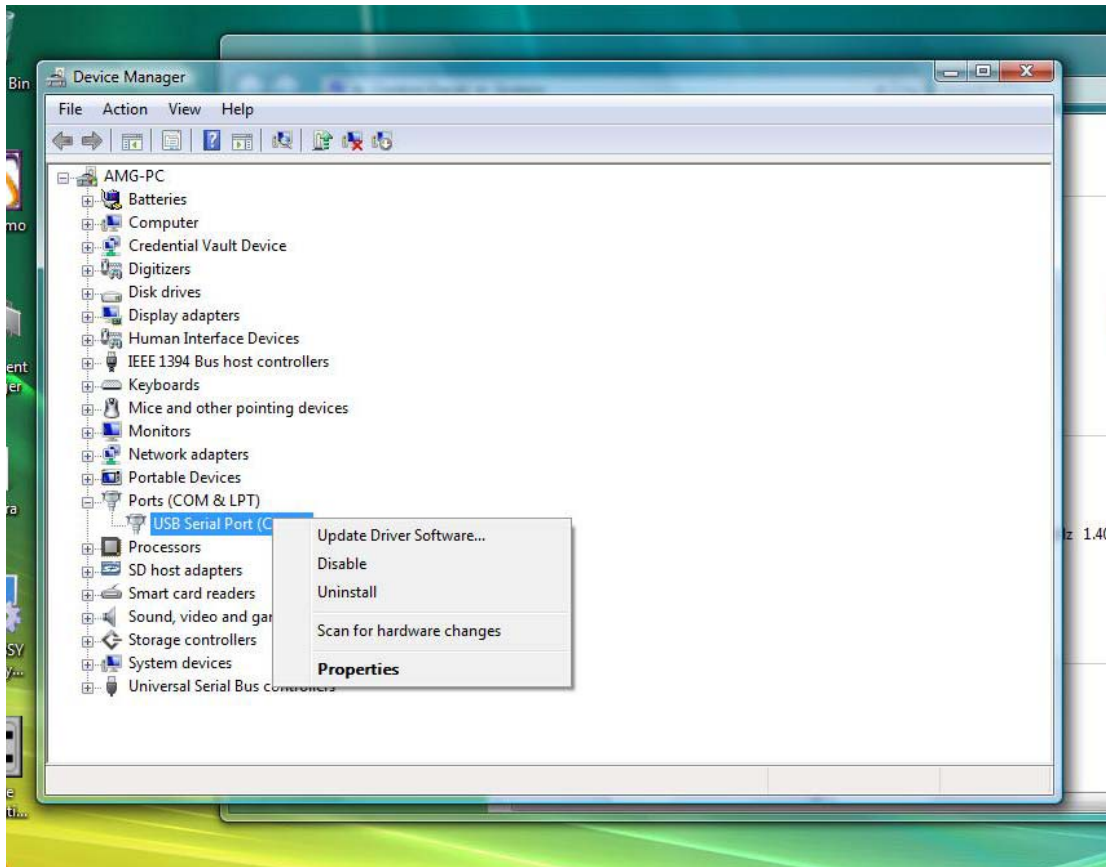 Bin
Device Manager
File Action View Help
AMG-PC
Batteries
Computer
Credential Vault Device
Digitizers
Disk drives
Display adapters
Human Interface Devices
IEEE 1394 Bus host controllers
Keyboards
Mice and other pointing devices
Monitors
Network adapters
Portable Devices
Ports (COM & LPT)
USB Serial Port (C
Processors
SD host adapters
Smart card readers
Sound, video and gar
Storage controllers
System devices
Universal Serial Bus controllers
Update Driver Software...
Disable
Uninstall
Scan for hardware changes
Properties
mo
ent
er
ra
SY
y...
e
ti...
lz 1.40